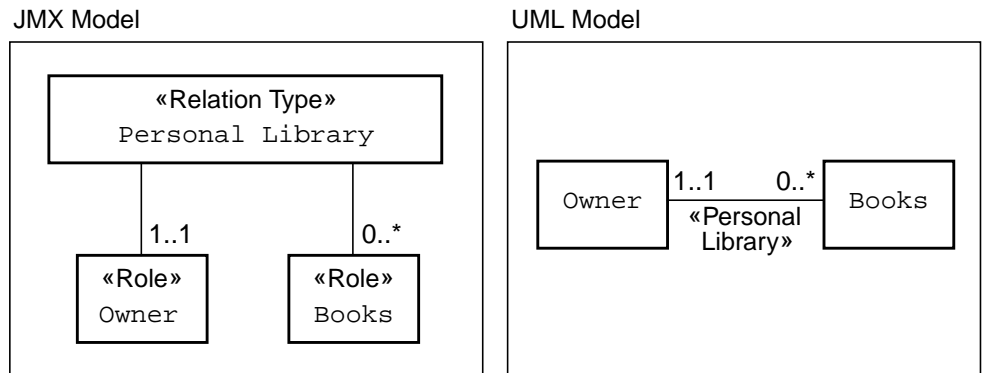 JMX Model
«Relation Type»
Personal Library
1..1
0..*
«Role»
Owner
«Role»
Books
UML Model
Owner
1..1
0..*
«Personal
Library»
Books